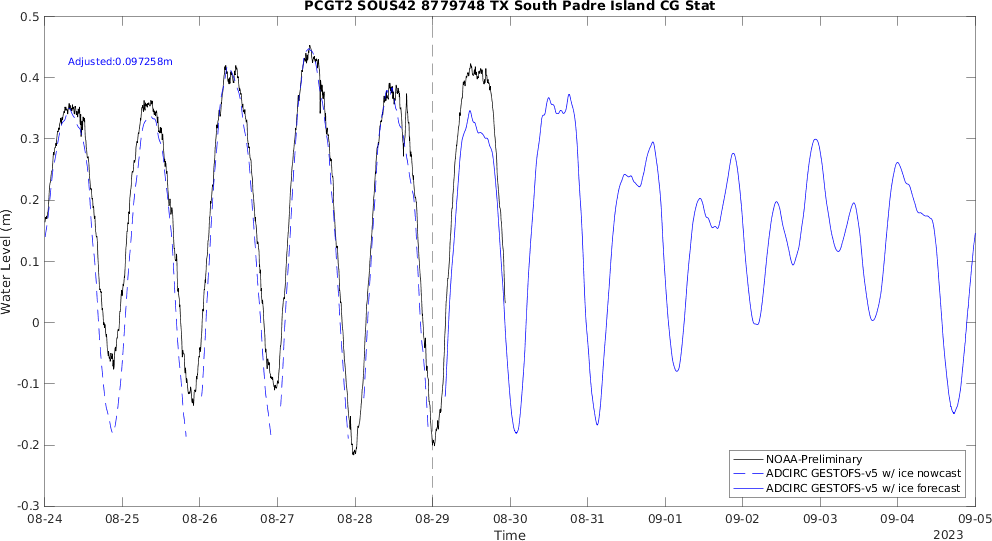 PCGT2 SOUS42 8779748 TX South Padre Island CG Stat
0.5
Adjusted:0.097258m
0.4
0.3
0.2
0.1
0
-0.1
-0.2
-0.3
Water Level (m)
NOAA-Preliminary
ADCIRC GESTOFS-v5 w/ ice nowcast
ADCIRC GESTOFS-v5 w/ ice forecast
08-24 08-25 08-26 08-27 08-28 08-29 08-30 08-31 09-01 09-02 09-03 09-04 09-05
Time
2023